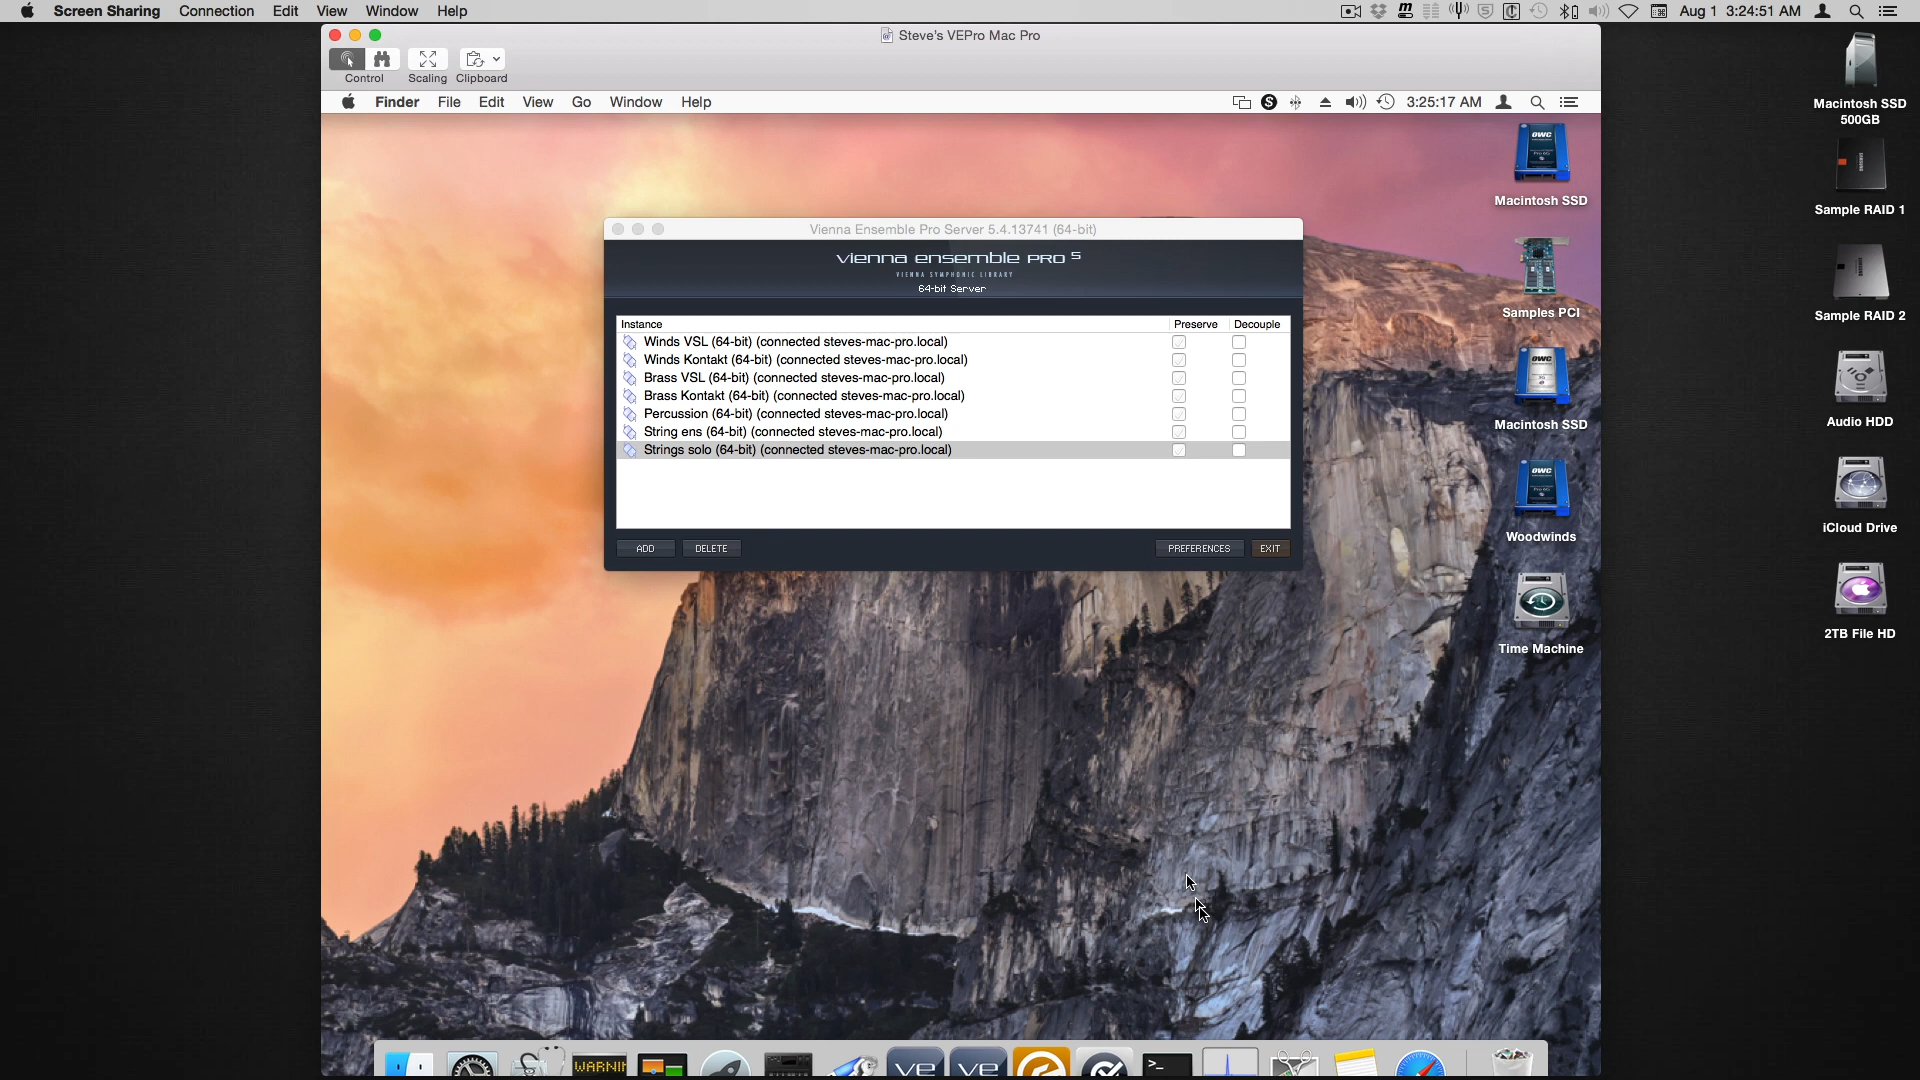 Screen Sharing Connection Edit View Window Help
Aug 1 3:24:51 AM
Steve's VEPro Mac Pro
Control Scaling Clipboard
Finder File Edit View Go Window Help
3:25:17 AM
Vienna Ensemble Pro Server 5.4.13741 (64-bit)
vienna ensemble PRO 5
VIENNA SYMPHONIC LIBRARY
64-bit Server
Instance Preserve Decouple
Winds VSL (64-bit) (connected steves-mac-pro.local)
Winds Kontakt (64-bit) (connected steves-mac-pro.local)
Brass VSL (64-bit) (connected steves-mac-pro.local)
Brass Kontakt (64-bit) (connected steves-mac-pro.local)
Percussion (64-bit) (connected steves-mac-pro.local)
String ens (64-bit) (connected steves-mac-pro.local)
Strings solo (64-bit) (connected steves-mac-pro.local)
ADD DELETE PREFERENCES EXIT
OWC
Macintosh SSD
Samples PCI
OWC
Macintosh SSD
OWC
Woodwinds
Time Machine
Macintosh SSD
500GB
Sample RAID 1
Sample RAID 2
Audio HDD
iCloud Drive
2TB File HD
VE VE